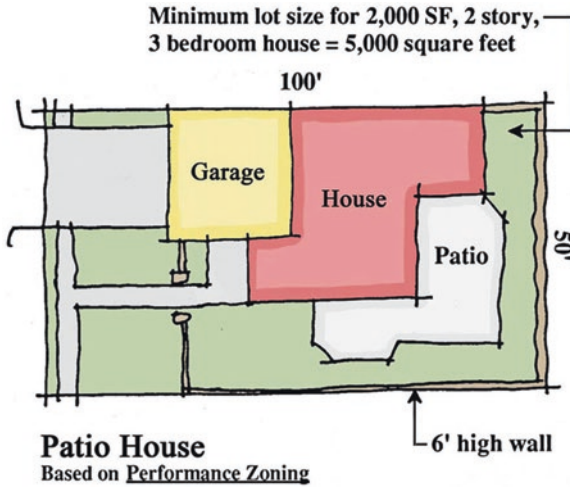 Minimum lot size for 2,000 SF, 2 story,
3 bedroom house = 5,000 square feet
100'
Garage
House
Patio
50'
6' high wall
Patio House
Based on Performance Zoning